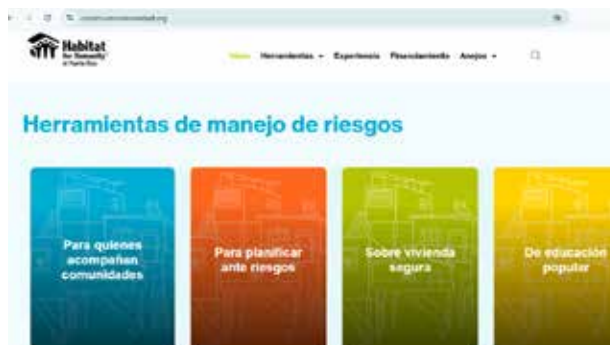 Habitat
for Humanity
Inicio Herramientas Experiencia Financiamiento Anejos
Herramientas de manejo de riesgos
Para quienes
acompañan
comunidades
Para planificar
ante riesgos
Sobre vivienda
segura
De educación
popular